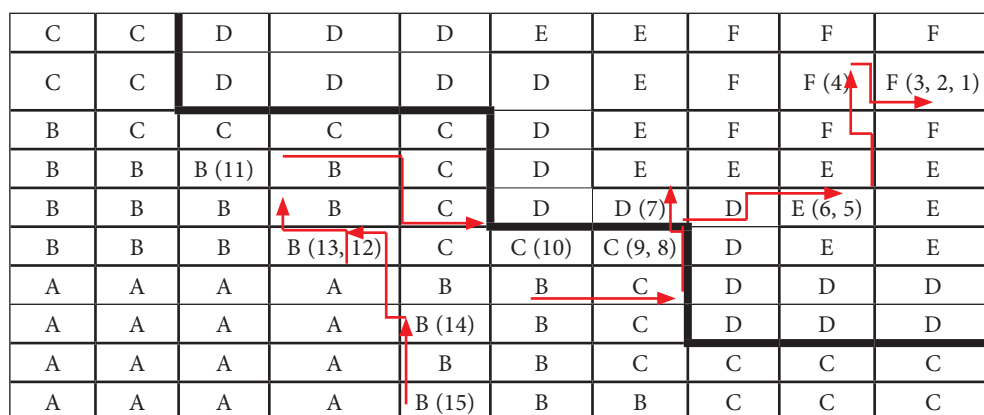 C C D D D E E F F F
C C D D D D E F F (4) F (3, 2, 1)
B C C C C D E F F F
B B B (11) B C D E E E E
B B B B C D D (7) D E (6, 5) E
B B B B (13, 12) C C (10) C (9, 8) D E E
A A A A B B C D D D
A A A A B (14) B C D D D
A A A A B B C C C C
A A A A B (15) B B C C C